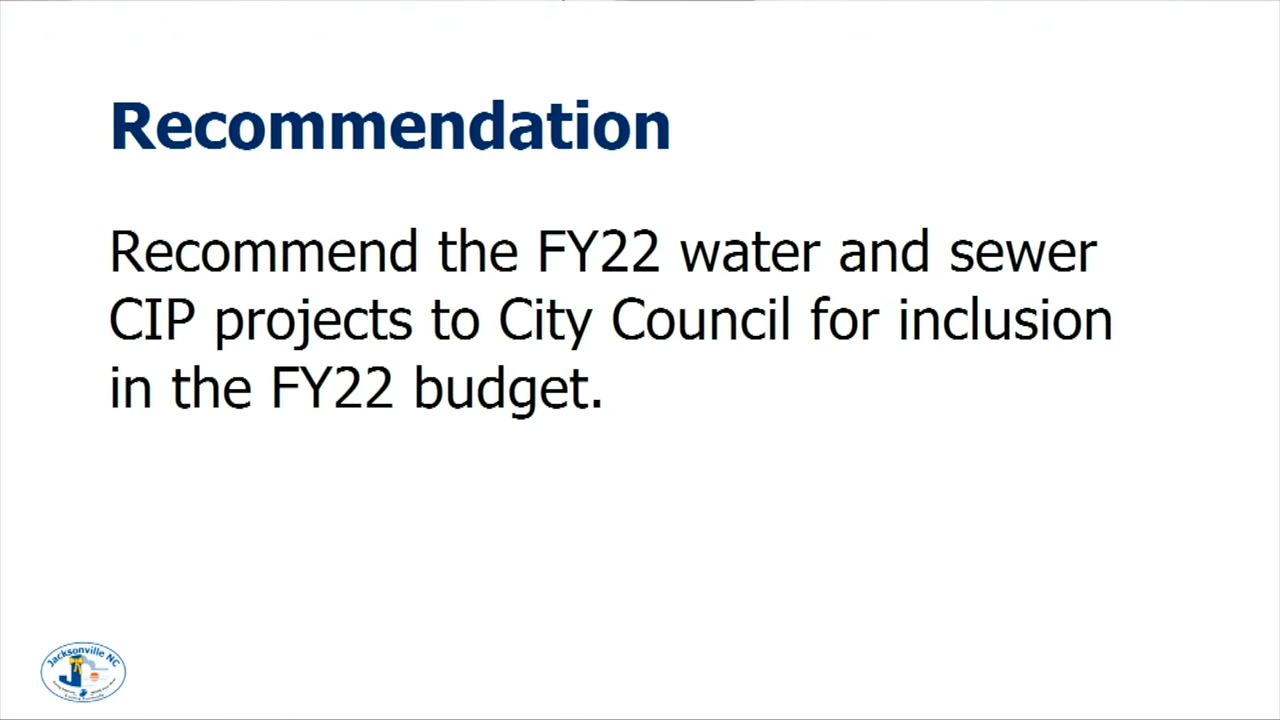 Recommendation
Recommend the FY22 water and sewer
CIP projects to City Council for inclusion
in the FY22 budget.
Jacksonville NC